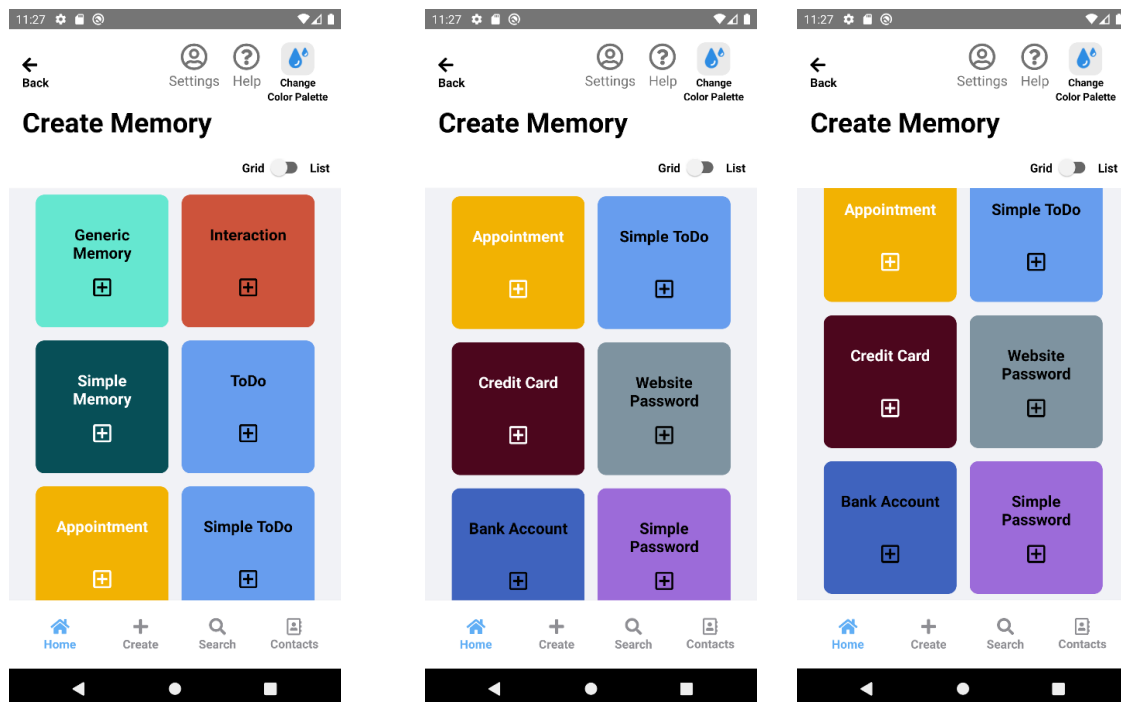 11:27
Back
Settings
Help
Change
Color Palette
Create Memory
Grid
List
Generic
Memory
Interaction
Simple
Memory
ToDo
Appointment
Simple ToDo
Home
Create
Search
Contacts
11:27
Back
Settings
Help
Change
Color Palette
Create Memory
Grid
List
Appointment
Simple ToDo
Credit Card
Website
Password
Bank Account
Simple
Password
Home
Create
Search
Contacts
11:27
Back
Settings
Help
Change
Color Palette
Create Memory
Grid
List
Appointment
Simple ToDo
Credit Card
Website
Password
Bank Account
Simple
Password
Home
Create
Search
Contacts